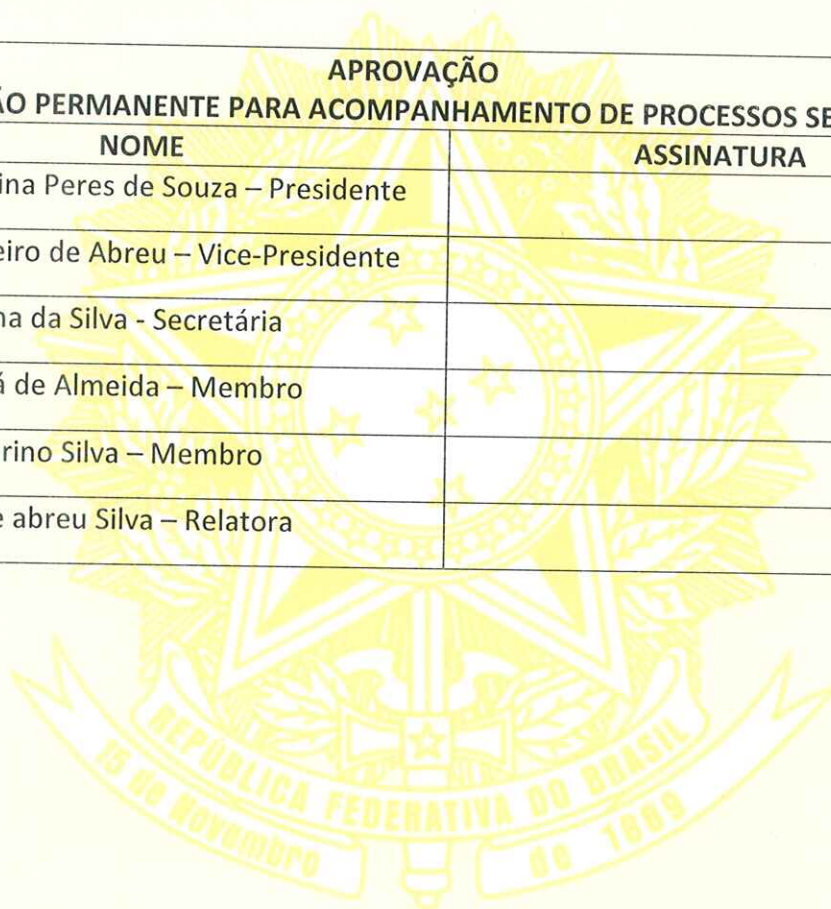 APROVAÇÃO
ÃO PERMANENTE PARA ACOMPANHAMENTO DE PROCESSOS SE
NOME ASSINATURA
ina Peres de Souza – Presidente
eiro de Abreu – Vice-Presidente
na da Silva - Secretária
á de Almeida – Membro
rino Silva – Membro
e abreu Silva – Relatora
REPÚBLICA FEDERATIVA DO BRASIL
15 de Novembro de 1889